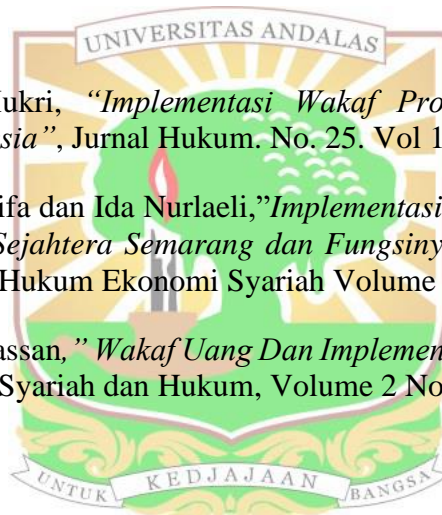 UNIVERSITAS ANDALAS
ukri, “Implementasi Wakaf Pro
sia”, Jurnal Hukum. No. 25. Vol 1
ifa dan Ida Nurlaeli,”Implementasi
Sejahtera Semarang dan Fungsiny
Hukum Ekonomi Syariah Volume
assan,” Wakaf Uang Dan Implemen
Syariah dan Hukum, Volume 2 No
UNTUK KEDJAJAAN BANGSA